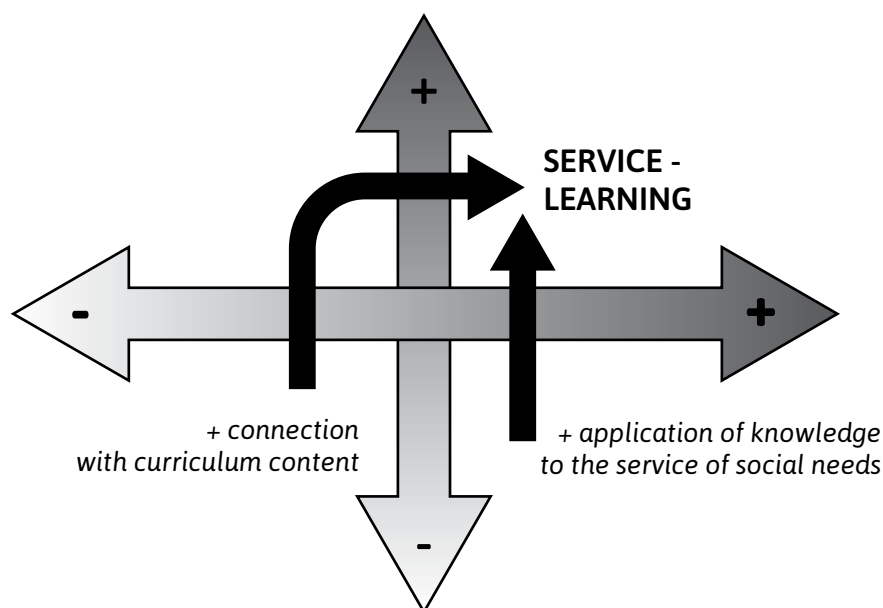 +
SERVICE -
LEARNING
-
+
+ connection
with curriculum content
+ application of knowledge
to the service of social needs
-